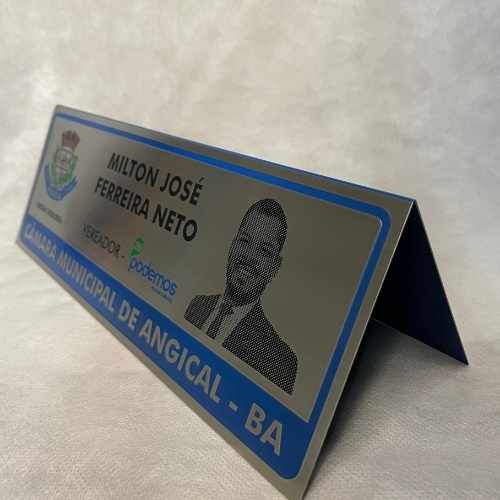 MILTON JOSÉ
FERREIRA NETO
VEREADOR - podemos
CÂMARA MUNICIPAL DE ANGICAL - BA